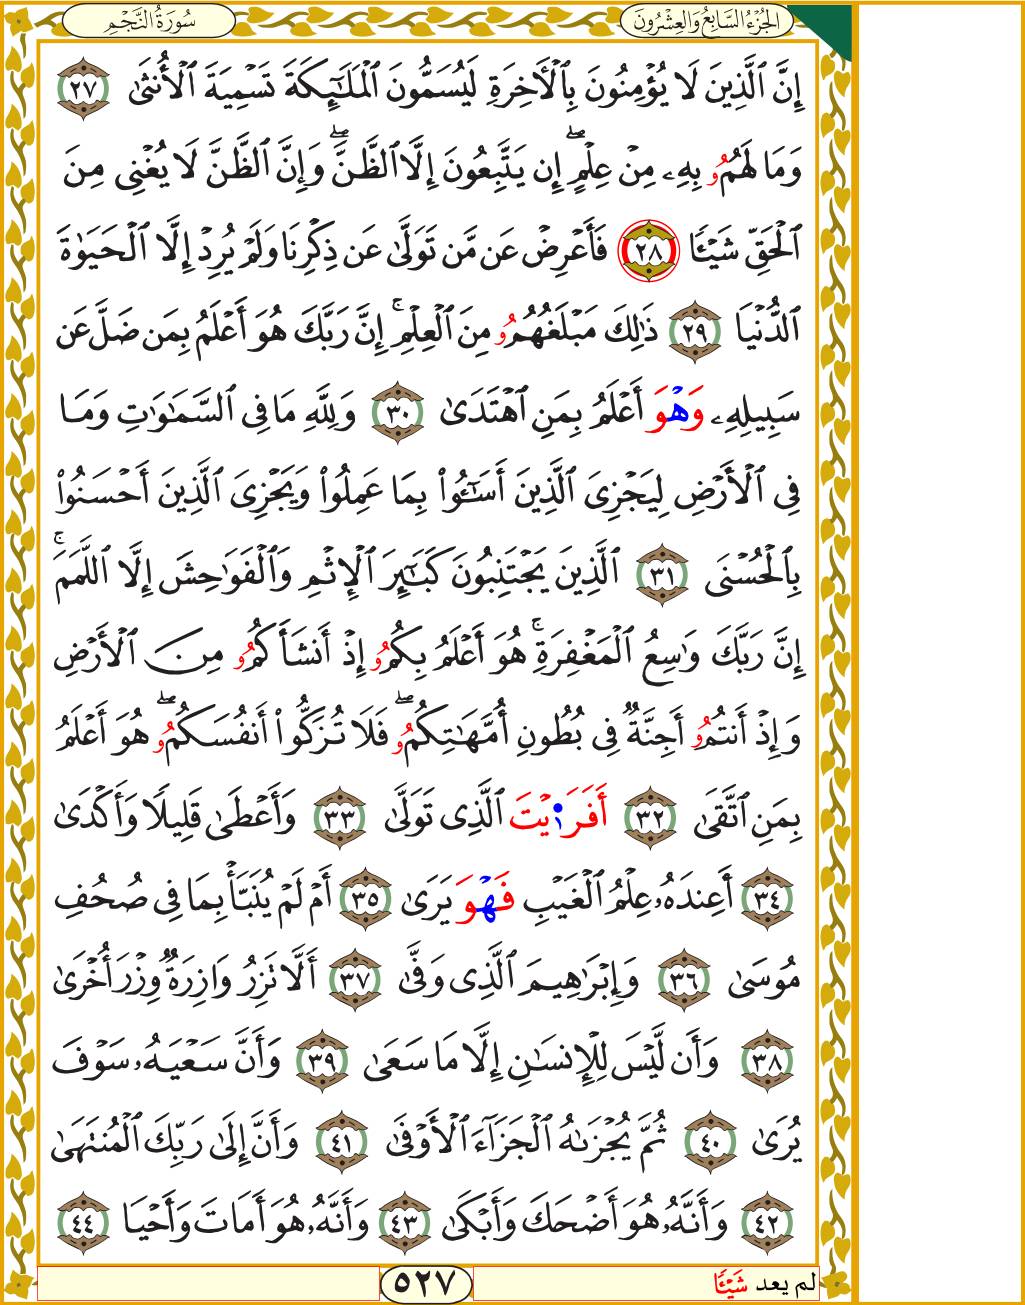 الجُزْءُ السَّابِعُ وَالعِشْرُونَ
سُورَةُ النَّجْمِ
إِنَّ ٱلَّذِينَ لَا يُؤْمِنُونَ بِٱلْأَخِرَةِ لَيُسَمُّونَ ٱلْمَلَٰٓئِكَةَ تَسْمِيَةَ ٱلْأُنثَىٰ ٢٧
وَمَا لَهُمُۥ بِهِۦ مِنْ عِلْمٍۖ إِن يَتَّبِعُونَ إِلَّا ٱلظَّنَّۖ وَإِنَّ ٱلظَّنَّ لَا يُغْنِى مِنَ
ٱلْحَقِّ شَيْـًٔا ٢٨ فَأَعْرِضْ عَن مَّن تَوَلَّىٰ عَن ذِكْرِنَا وَلَمْ يُرِدْ إِلَّا ٱلْحَيَوٰةَ
ٱلدُّنْيَا ٢٩ ذَٰلِكَ مَبْلَغُهُمُۥ مِنَ ٱلْعِلْمِۚ إِنَّ رَبَّكَ هُوَ أَعْلَمُ بِمَن ضَلَّ عَن
سَبِيلِهِۦ وَهْوَ أَعْلَمُ بِمَنِ ٱهْتَدَىٰ ٣٠ وَلِلَّهِ مَا فِى ٱلسَّمَٰوَٰتِ وَمَا
فِى ٱلْأَرْضِ لِيَجْزِىَ ٱلَّذِينَ أَسَٰٓـُٔوا۟ بِمَا عَمِلُوا۟ وَيَجْزِىَ ٱلَّذِينَ أَحْسَنُوا۟
بِٱلْحُسْنَى ٣١ ٱلَّذِينَ يَجْتَنِبُونَ كَبَٰٓئِرَ ٱلْإِثْمِ وَٱلْفَوَٰحِشَ إِلَّا ٱللَّمَمَۚ
إِنَّ رَبَّكَ وَٰسِعُ ٱلْمَغْفِرَةِۚ هُوَ أَعْلَمُ بِكُمُۥ إِذْ أَنشَأَكُمُۥ مِنَ ٱلْأَرْضِ
وَإِذْ أَنتُمُۥ أَجِنَّةٌ فِى بُطُونِ أُمَّهَٰتِكُمُۥۖ فَلَا تُزَكُّوٓا۟ أَنفُسَكُمُۥۖ هُوَ أَعْلَمُ
بِمَنِ ٱتَّقَىٰ ٣٢ أَفَرَٰيْتَ ٱلَّذِى تَوَلَّىٰ ٣٣ وَأَعْطَىٰ قَلِيلًا وَأَكْدَىٰ
٣٤ أَعِندَهُۥ عِلْمُ ٱلْغَيْبِ فَهْوَ يَرَىٰ ٣٥ أَمْ لَمْ يُنَبَّأْ بِمَا فِى صُحُفِ
مُوسَىٰ ٣٦ وَإِبْرَٰهِيمَ ٱلَّذِى وَفَّىٰ ٣٧ أَلَّا تَزِرُ وَازِرَةٌ وِزْرَ أُخْرَىٰ
٣٨ وَأَن لَّيْسَ لِلْإِنسَٰنِ إِلَّا مَا سَعَىٰ ٣٩ وَأَنَّ سَعْيَهُۥ سَوْفَ
يُرَىٰ ٤٠ ثُمَّ يُجْزَىٰهُ ٱلْجَزَآءَ ٱلْأَوْفَىٰ ٤١ وَأَنَّ إِلَىٰ رَبِّكَ ٱلْمُنتَهَىٰ
٤٢ وَأَنَّهُۥ هُوَ أَضْحَكَ وَأَبْكَىٰ ٤٣ وَأَنَّهُۥ هُوَ أَمَاتَ وَأَحْيَا ٤٤
لم يعد شَيْـًٔا
٥٢٧